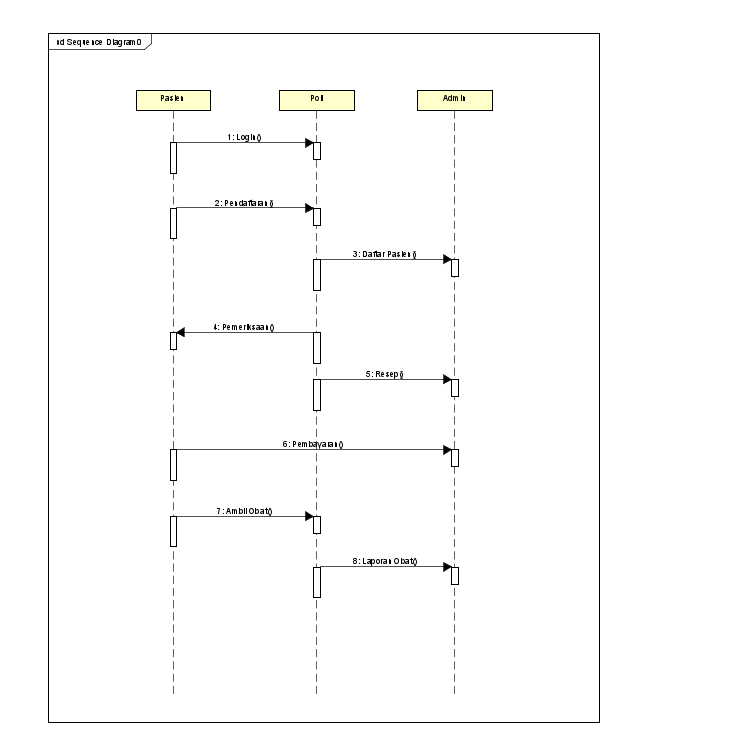 sd Sequence Diagram0
Pasien
Poli
Admin
1: Login()
2: Pendaftaran()
3: Daftar Pasien()
4: Pemeriksaan()
5: Resep()
6: Pembayaran()
7: Ambil Obat()
8: Laporan Obat()